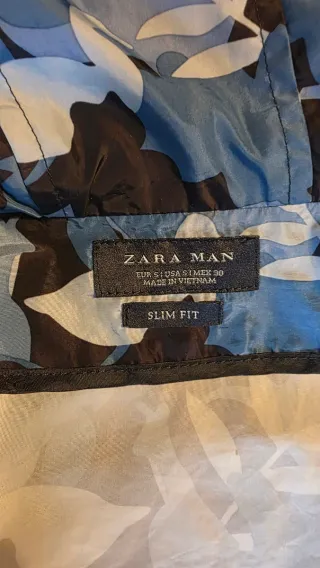 ZARA MAN
EUR S | USA S | MEX 30
MADE IN VIETNAM
SLIM FIT